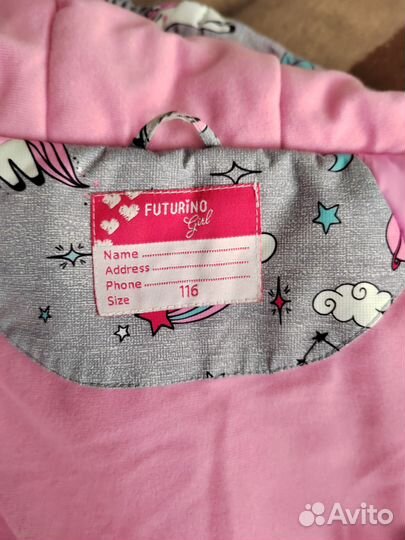 FUTURINO
Girl
Name
Address
Phone
Size 116
Avito